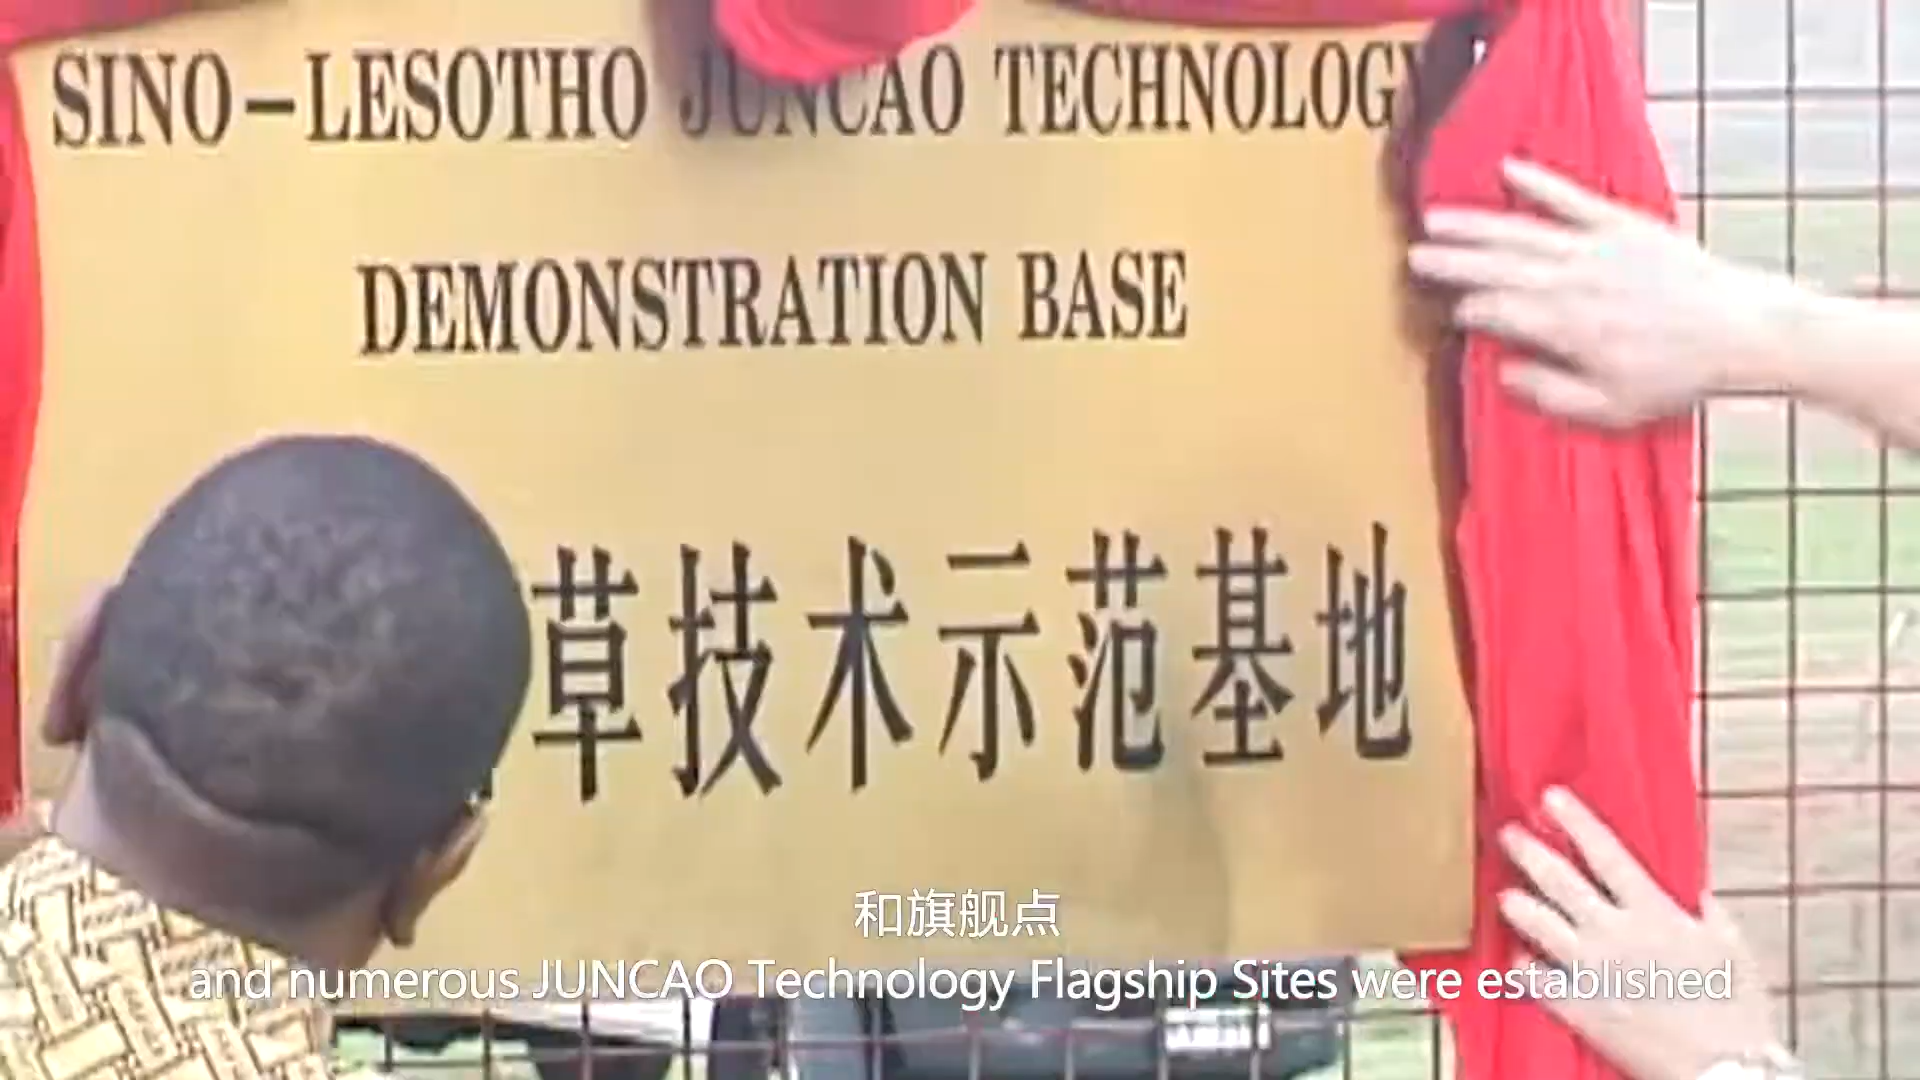 SINO-LESOTHO JUNCAO TECHNOLOGY
DEMONSTRATION BASE
草技术示范基地
和旗舰点
and numerous JUNCAO Technology Flagship Sites were established